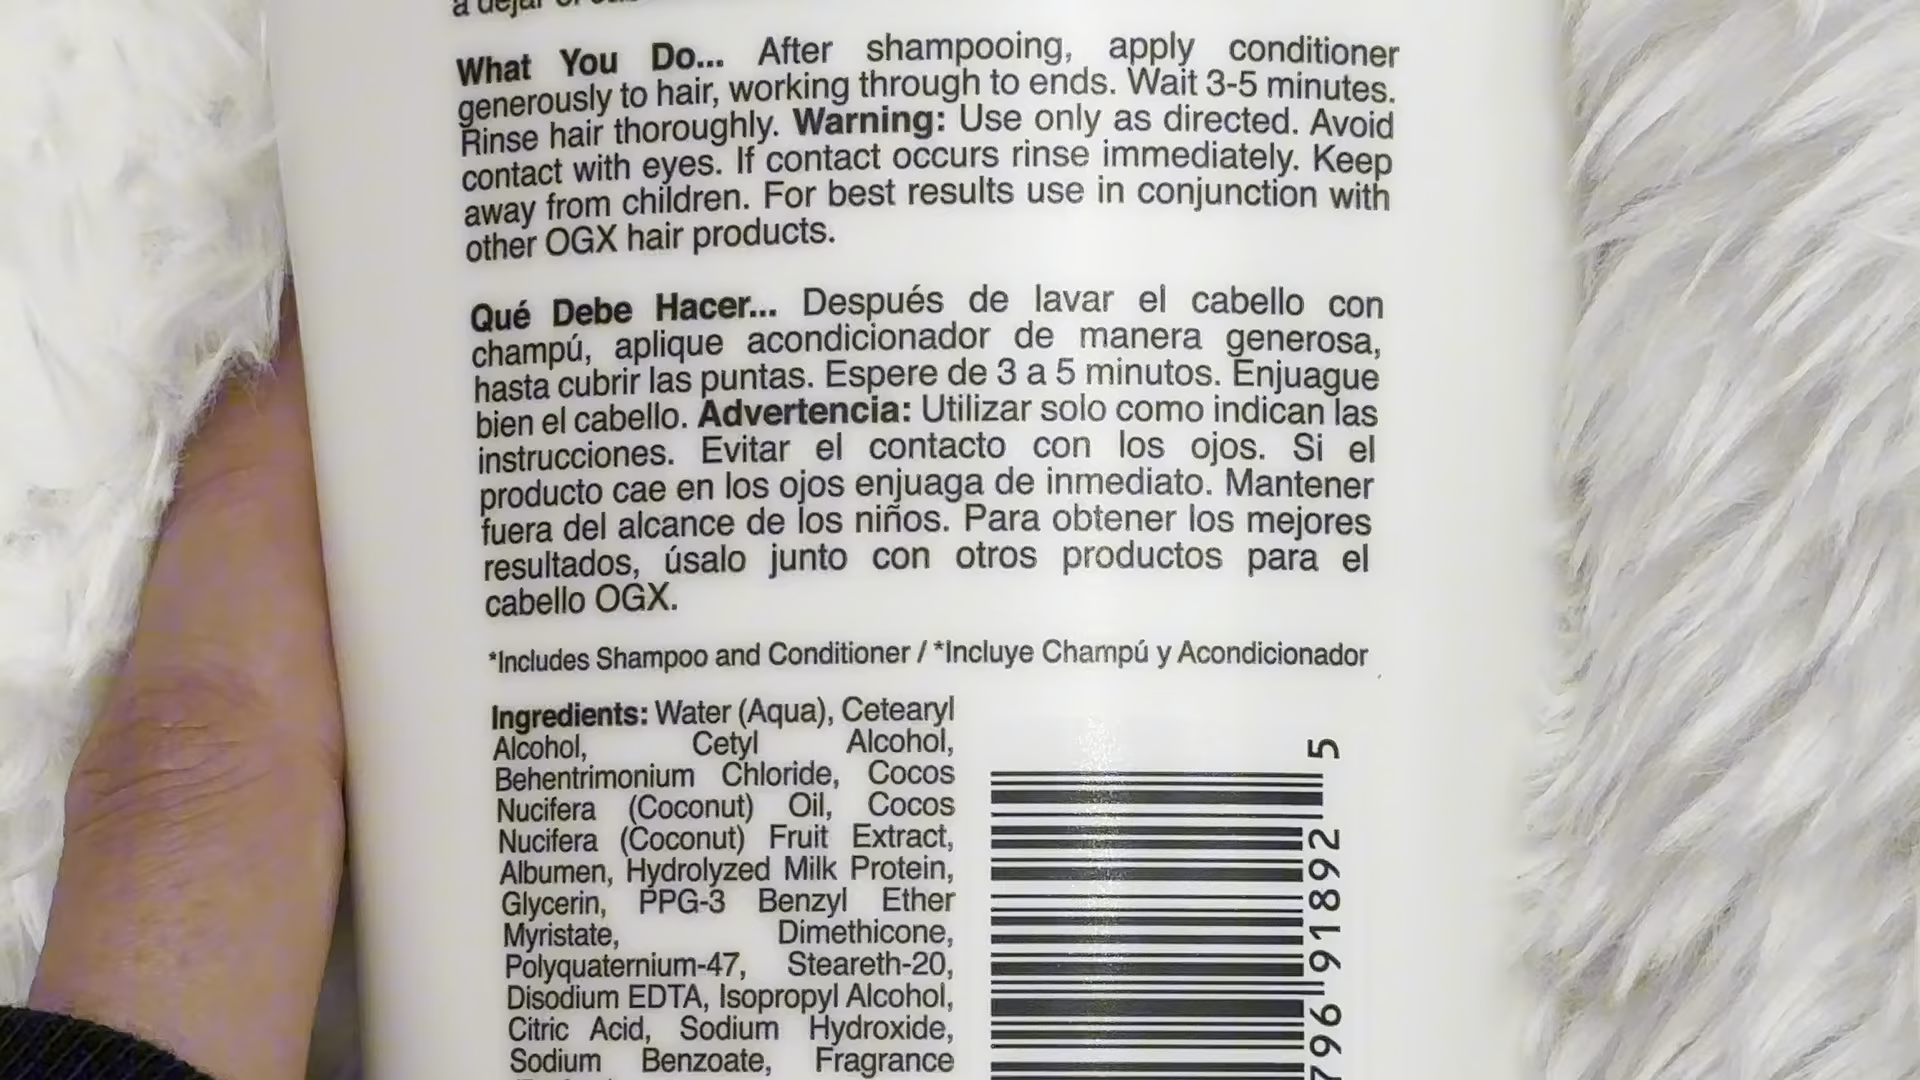 a dejar el
What You Do... After shampooing, apply conditioner
generously to hair, working through to ends. Wait 3-5 minutes.
Rinse hair thoroughly. Warning: Use only as directed. Avoid
contact with eyes. If contact occurs rinse immediately. Keep
away from children. For best results use in conjunction with
other OGX hair products.
Qué Debe Hacer... Después de lavar el cabello con
champú, aplique acondicionador de manera generosa,
hasta cubrir las puntas. Espere de 3 a 5 minutos. Enjuague
bien el cabello. Advertencia: Utilizar solo como indican las
instrucciones. Evitar el contacto con los ojos. Si el
producto cae en los ojos enjuaga de inmediato. Mantener
fuera del alcance de los niños. Para obtener los mejores
resultados, úsalo junto con otros productos para el
cabello OGX.
*Includes Shampoo and Conditioner / *Incluye Champú y Acondicionador
Ingredients: Water (Aqua), Cetearyl
Alcohol, Cetyl Alcohol,
Behentrimonium Chloride, Cocos
Nucifera (Coconut) Oil, Cocos
Nucifera (Coconut) Fruit Extract,
Albumen, Hydrolyzed Milk Protein,
Glycerin, PPG-3 Benzyl Ether
Myristate, Dimethicone,
Polyquaternium-47, Steareth-20,
Disodium EDTA, Isopropyl Alcohol,
Citric Acid, Sodium Hydroxide,
Sodium Benzoate, Fragrance
796 91892 5